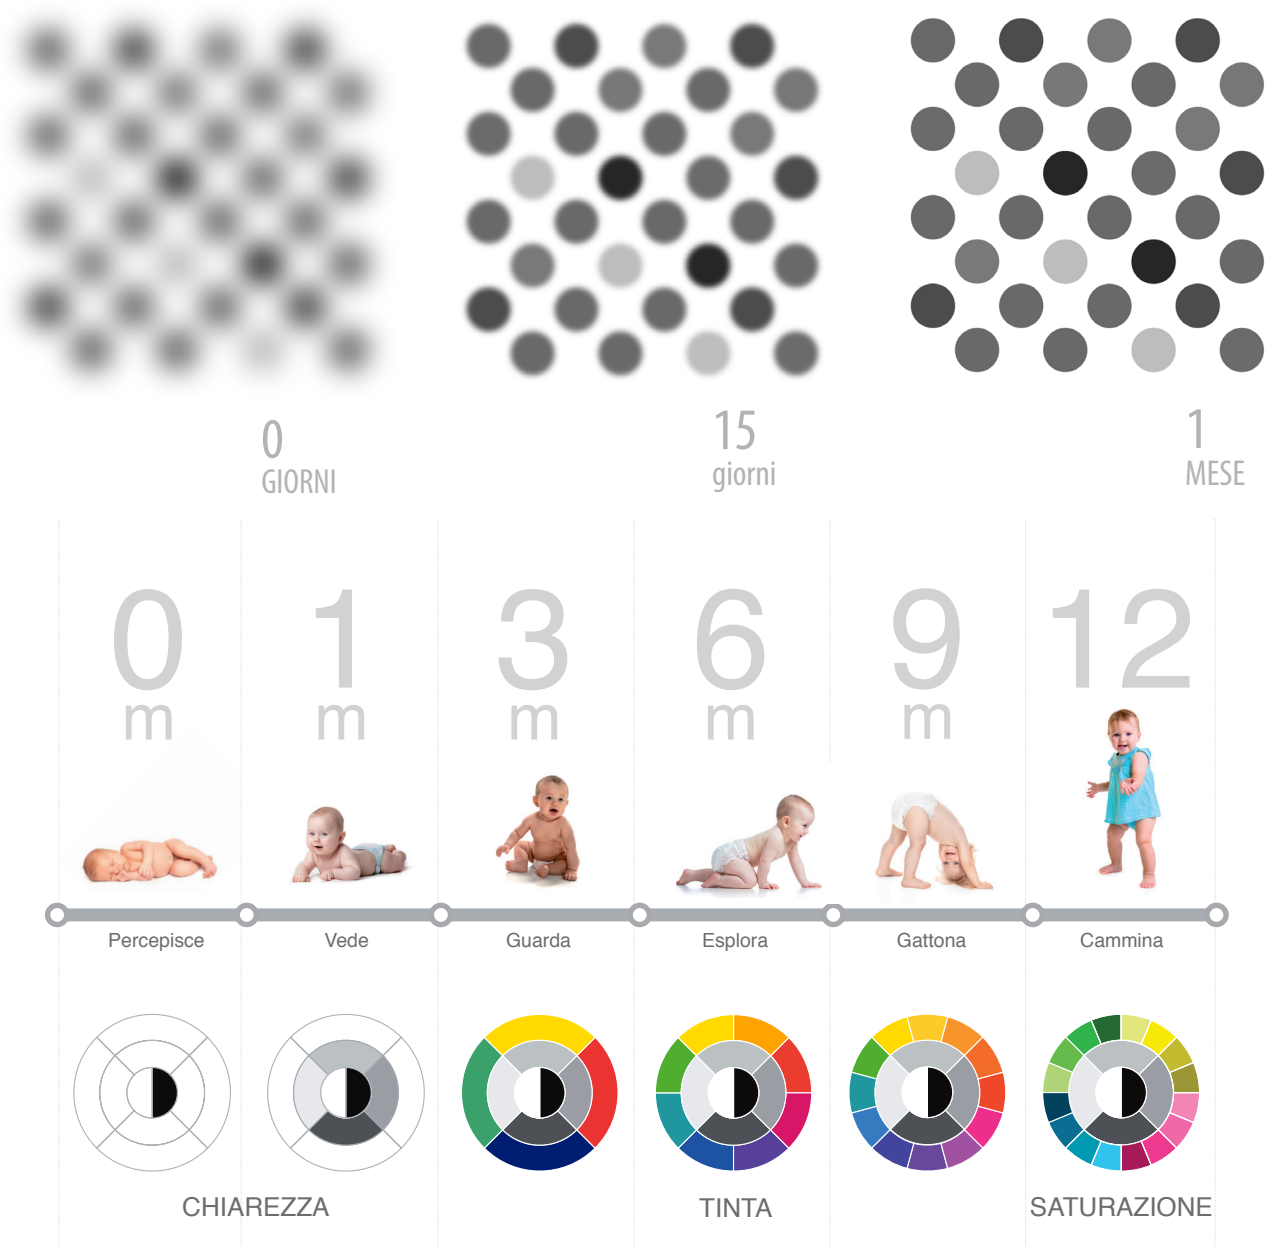 0
GIORNI
15
giorni
1
MESE
0
m
1
m
3
m
6
m
9
m
12
Percepisce
Vede
Guarda
Esplora
Gattona
Cammina
CHIAREZZA
TINTA
SATURAZIONE